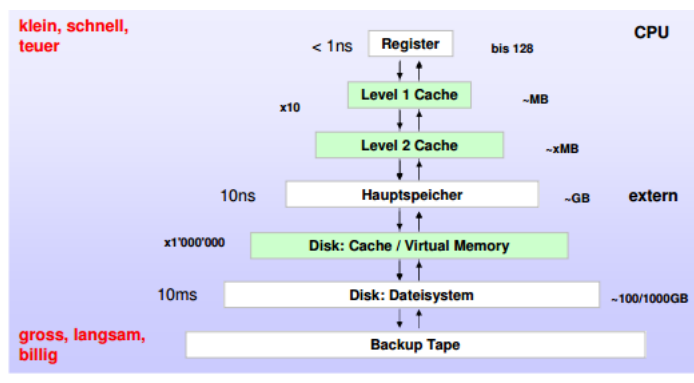 klein, schnell,
teuer
CPU
< 1ns
Register
bis 128
Level 1 Cache
~MB
x10
Level 2 Cache
~xMB
10ns
Hauptspeicher
~GB
extern
x1'000'000
Disk: Cache / Virtual Memory
10ms
Disk: Dateisystem
~100/1000GB
gross, langsam,
billig
Backup Tape